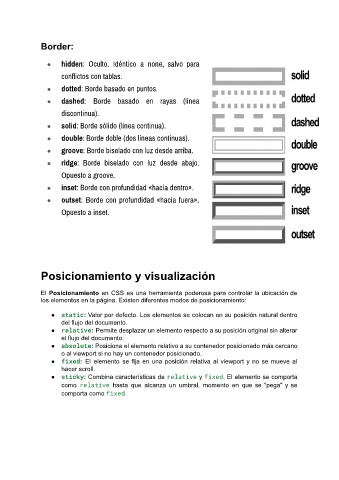 Border:
● hidden: Oculto. Idéntico a none, salvo para
conflictos con tablas.
● dotted: Borde basado en puntos.
● dashed: Borde basado en rayas (línea
discontinua).
● solid: Borde sólido (línea continua).
● double: Borde doble (dos líneas continuas).
● groove: Borde biselado con luz desde arriba.
● ridge: Borde biselado con luz desde abajo.
Opuesto a groove.
● inset: Borde con profundidad «hacia dentro».
● outset: Borde con profundidad «hacia fuera».
Opuesto a inset.
solid
dotted
dashed
double
groove
ridge
inset
outset
Posicionamiento y visualización
El Posicionamiento en CSS es una herramienta poderosa para controlar la ubicación de
los elementos en la página. Existen diferentes modos de posicionamiento:
● static: Valor por defecto. Los elementos se colocan en su posición natural dentro
del flujo del documento.
● relative: Permite desplazar un elemento respecto a su posición original sin alterar
el flujo del documento.
● absolute: Posiciona el elemento relativo a su contenedor posicionado más cercano
o al viewport si no hay un contanedor posicionado.
● fixed: El elemento se fija en una posición relativa al viewport y no se mueve al
hacer scroll.
● sticky: Combina características de relative y fixed. El elemento se comporta
como relative hasta que alcanza un umbral, momento en que se "pega" y se
comporta como fixed.